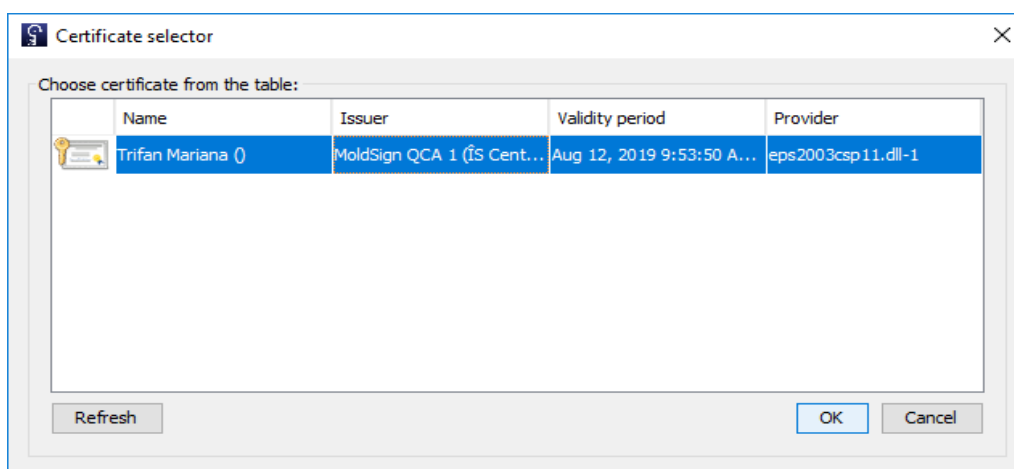 Certificate selector
Choose certificate from the table:
Name Issuer Validity period Provider
Trifan Mariana () MoldSign QCA 1 (ÎS Cent... Aug 12, 2019 9:53:50 A... eps2003csp11.dll-1
Refresh OK Cancel